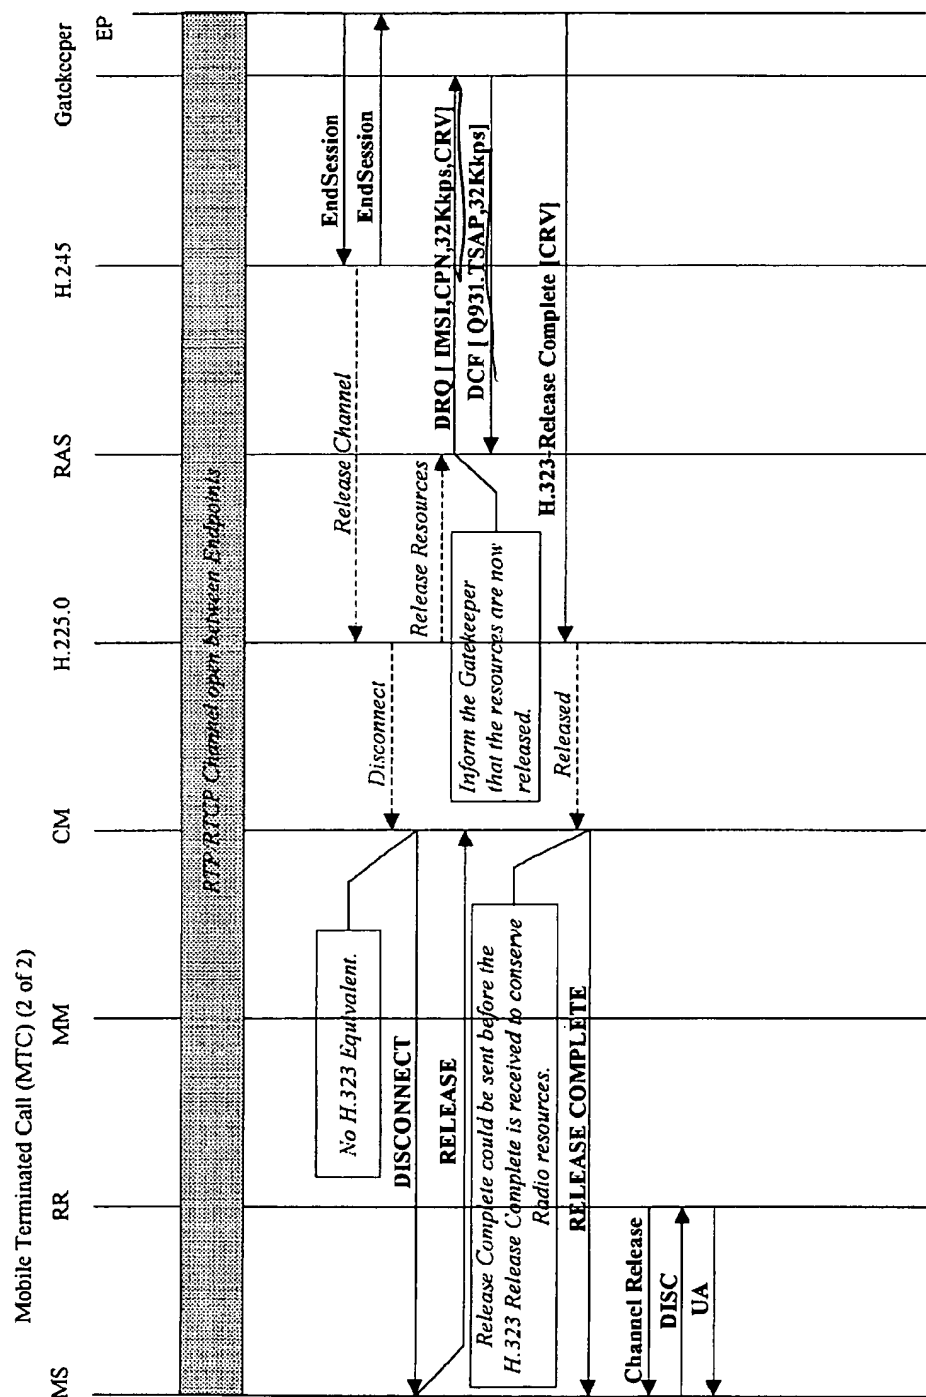 Mobile Terminated Call (MTC) (2 of 2)
MS
RR
MM
CM
H.225.0
RAS
H.245
Gatekeeper
EP
RTP/RTCP Channel open between Endpoints
EndSession
EndSession
Release Channel
No H.323 Equivalent.
Disconnect
DISCONNECT
Release Resources
DRQ [ IMSI,CPN,32Kkps,CRV]
RELEASE
DCF [ Q931.TSAP,32Kkps]
Inform the Gatekeeper
that the resources are now
released.
Release Complete could be sent before the
H.323 Release Complete is received to conserve
Radio resources.
H.323-Release Complete [CRV]
Released
RELEASE COMPLETE
Channel Release
DISC
UA